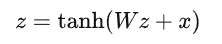 z = tanh(Wz + x)